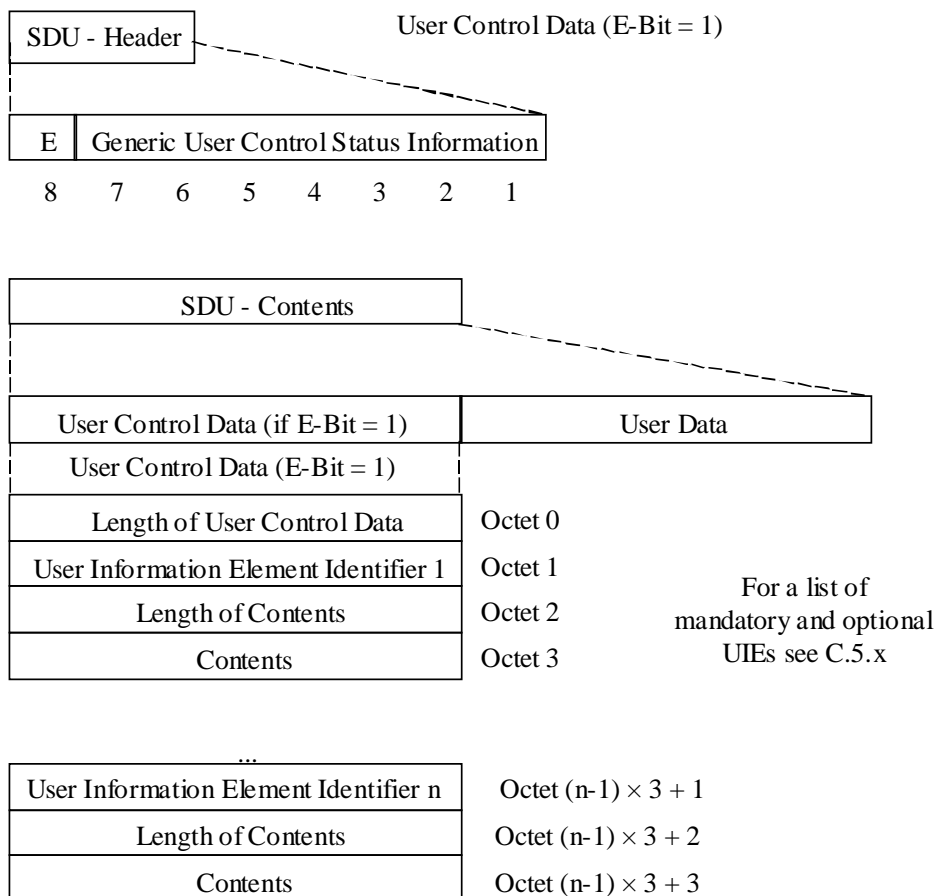 User Control Data (E-Bit = 1)
SDU - Header
E Generic User Control Status Information
8 7 6 5 4 3 2 1
SDU - Contents
User Control Data (if E-Bit = 1) User Data
User Control Data (E-Bit = 1)
Length of User Control Data Octet 0
User Information Element Identifier 1 Octet 1
Length of Contents Octet 2
Contents Octet 3
For a list of
mandatory and optional
UIEs see C.5.x
...
User Information Element Identifier n Octet (n-1) × 3 + 1
Length of Contents Octet (n-1) × 3 + 2
Contents Octet (n-1) × 3 + 3